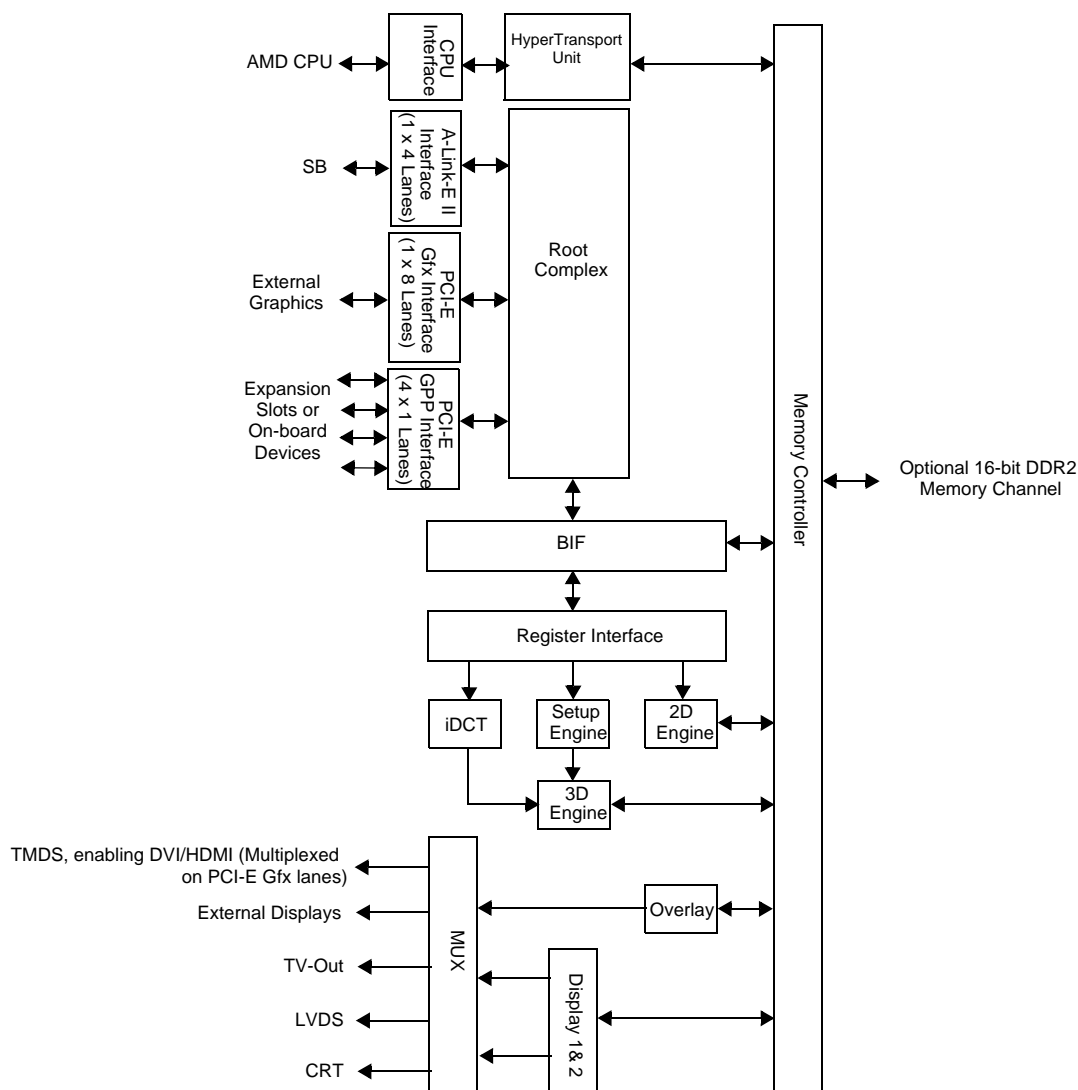 AMD CPU
CPU
Interface
HyperTransport
Unit
SB
A-Link-E II
Interface
(1 x 4 Lanes)
Root
Complex
External
Graphics
PCI-E
Gfx Interface
(1 x 8 Lanes)
Expansion
Slots or
On-board
Devices
PCI-E
GPP Interface
(4 x 1 Lanes)
Memory Controller
Optional 16-bit DDR2
Memory Channel
BIF
Register Interface
iDCT
Setup
Engine
2D
Engine
3D
Engine
TMDS, enabling DVI/HDMI (Multiplexed
on PCI-E Gfx lanes)
External Displays
TV-Out
LVDS
CRT
MUX
Overlay
Display 1& 2